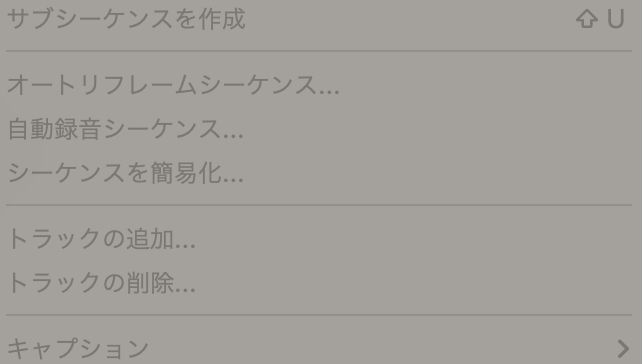 サブシーケンスを作成 ⇧ U
オートリフレームシーケンス...
自動録音シーケンス...
シーケンスを簡易化...
トラックの追加...
トラックの削除...
キャプション >